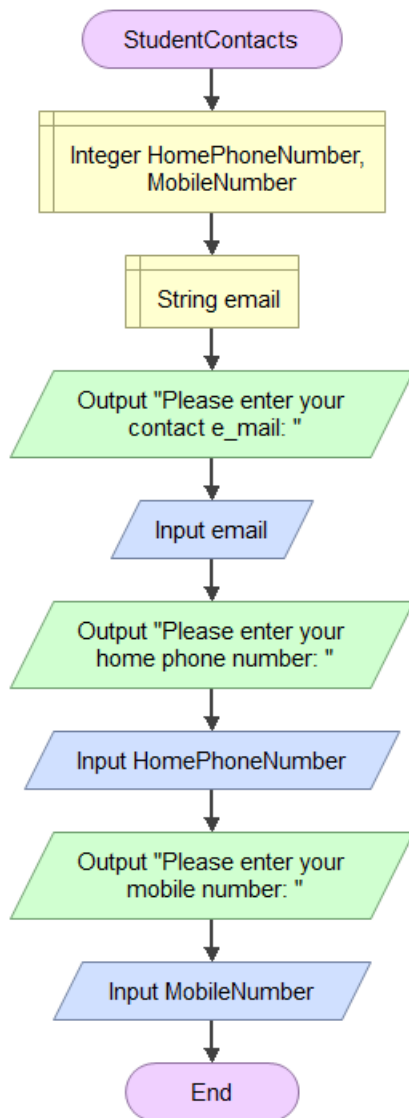 StudentContacts
Integer HomePhoneNumber,
MobileNumber
String email
Output "Please enter your
contact e_mail: "
Input email
Output "Please enter your
home phone number: "
Input HomePhoneNumber
Output "Please enter your
mobile number: "
Input MobileNumber
End